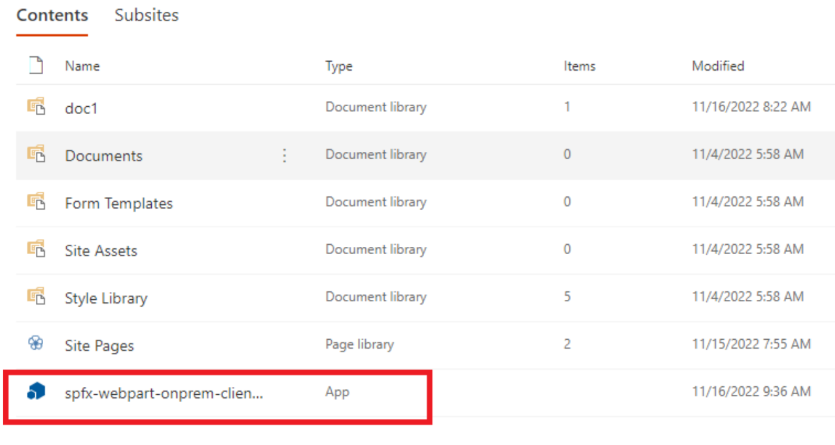 Contents Subsites
Name Type Items Modified
doc1 Document library 1 11/16/2022 8:22 AM
Documents Document library 0 11/4/2022 5:58 AM
Form Templates Document library 0 11/4/2022 5:58 AM
Site Assets Document library 0 11/4/2022 5:58 AM
Style Library Document library 5 11/4/2022 5:58 AM
Site Pages Page library 2 11/15/2022 7:55 AM
spfx-webpart-onprem-clien... App 11/16/2022 9:36 AM